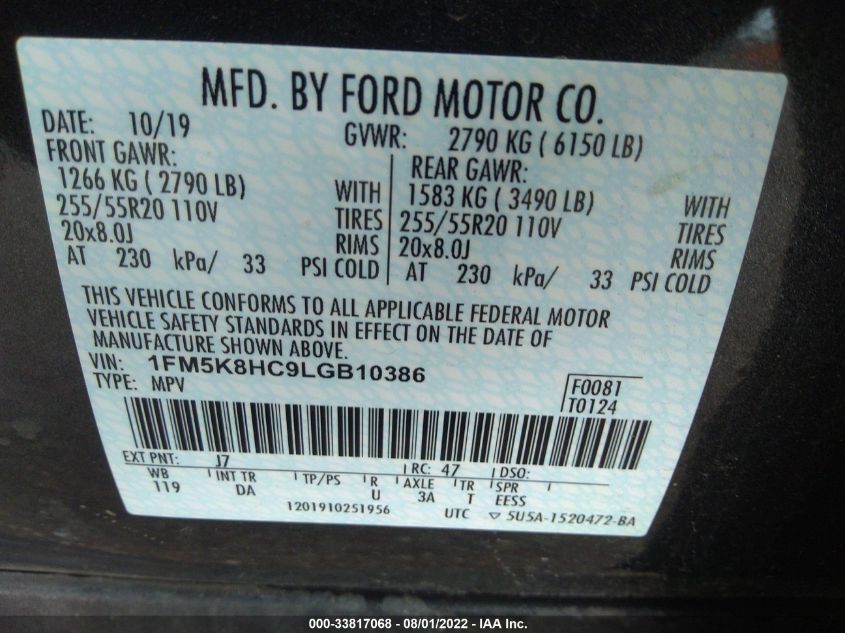 MFD. BY FORD MOTOR CO.
DATE: 10/19 GVWR: 2790 KG ( 6150 LB)
FRONT GAWR: REAR GAWR:
1266 KG ( 2790 LB) WITH 1583 KG ( 3490 LB) WITH
255/55R20 110V TIRES 255/55R20 110V TIRES
20x8.0J RIMS 20x8.0J RIMS
AT 230 kPa/ 33 PSI COLD AT 230 kPa/ 33 PSI COLD
THIS VEHICLE CONFORMS TO ALL APPLICABLE FEDERAL MOTOR
VEHICLE SAFETY STANDARDS IN EFFECT ON THE DATE OF
MANUFACTURE SHOWN ABOVE.
VIN: 1FM5K8HC9LGB10386
TYPE: MPV
F0081
T0124
EXT PNT: J7 RC: 47 DSO:
WB INT TR TP/PS R AXLE TR SPR
119 DA U 3A T EESS
1201910251956 UTC ▽ 5U5A-1520472-BA
000-33817068 - 08/01/2022 - IAA Inc.